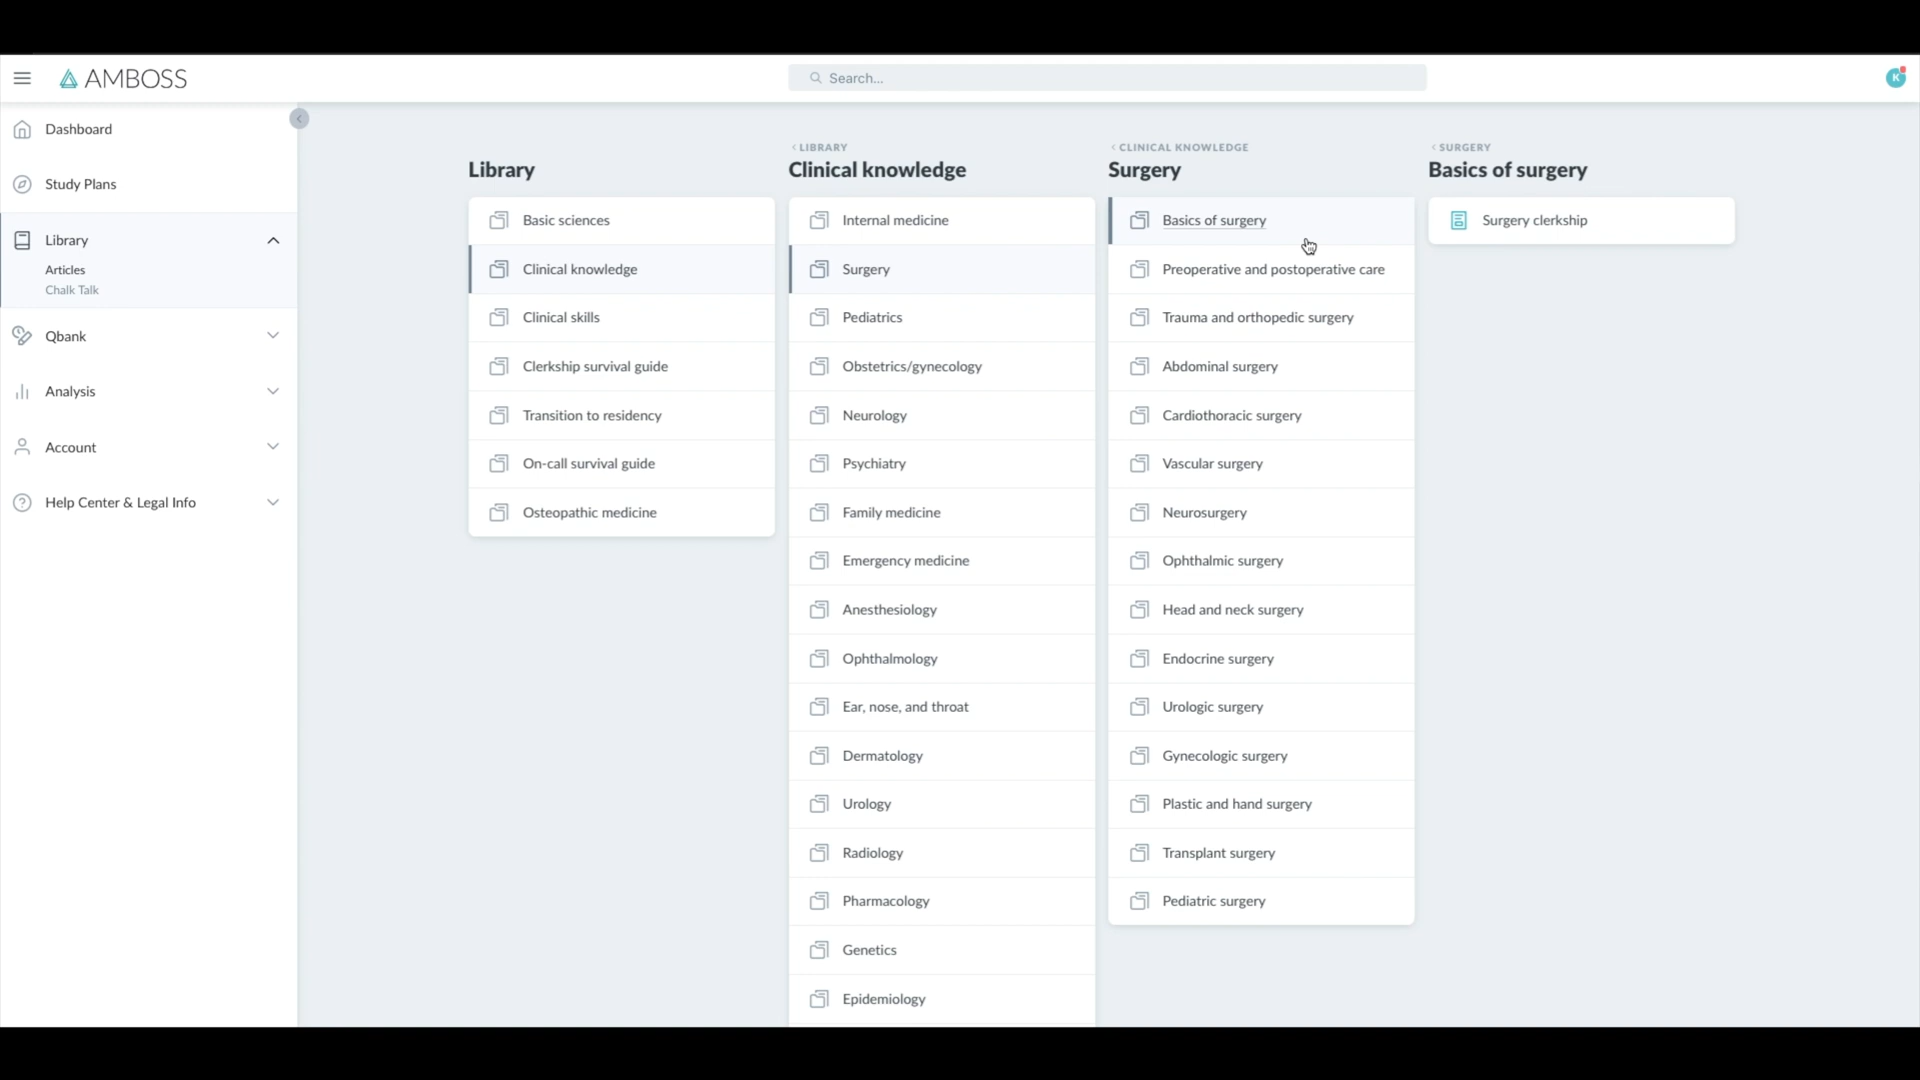 AMBOSS
Search...
K
Dashboard
Study Plans
Library
Articles
Chalk Talk
Qbank
Analysis
Account
Help Center & Legal Info
Library
Basic sciences
Clinical knowledge
Clinical skills
Clerkship survival guide
Transition to residency
On-call survival guide
Osteopathic medicine
LIBRARY
Clinical knowledge
Internal medicine
Surgery
Pediatrics
Obstetrics/gynecology
Neurology
Psychiatry
Family medicine
Emergency medicine
Anesthesiology
Ophthalmology
Ear, nose, and throat
Dermatology
Urology
Radiology
Pharmacology
Genetics
Epidemiology
CLINICAL KNOWLEDGE
Surgery
Basics of surgery
Preoperative and postoperative care
Trauma and orthopedic surgery
Abdominal surgery
Cardiothoracic surgery
Vascular surgery
Neurosurgery
Ophthalmic surgery
Head and neck surgery
Endocrine surgery
Urologic surgery
Gynecologic surgery
Plastic and hand surgery
Transplant surgery
Pediatric surgery
SURGERY
Basics of surgery
Surgery clerkship